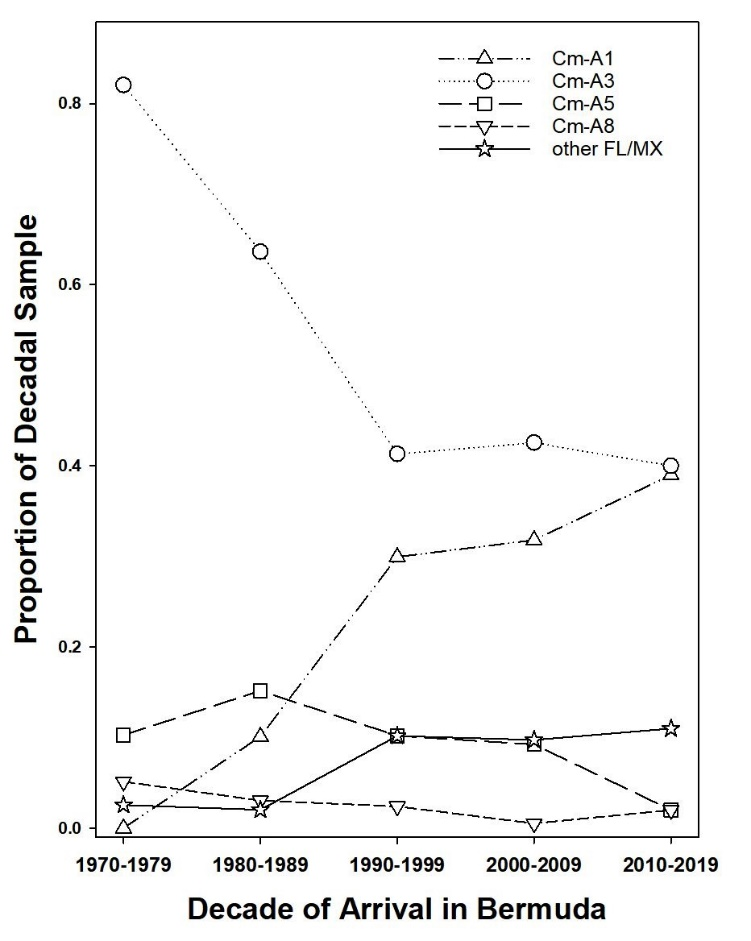 Cm-A1
Cm-A3
Cm-A5
Cm-A8
other FL/MX
Proportion of Decadal Sample
0.8
0.6
0.4
0.2
0.0
1970-1979 1980-1989 1990-1999 2000-2009 2010-2019
Decade of Arrival in Bermuda